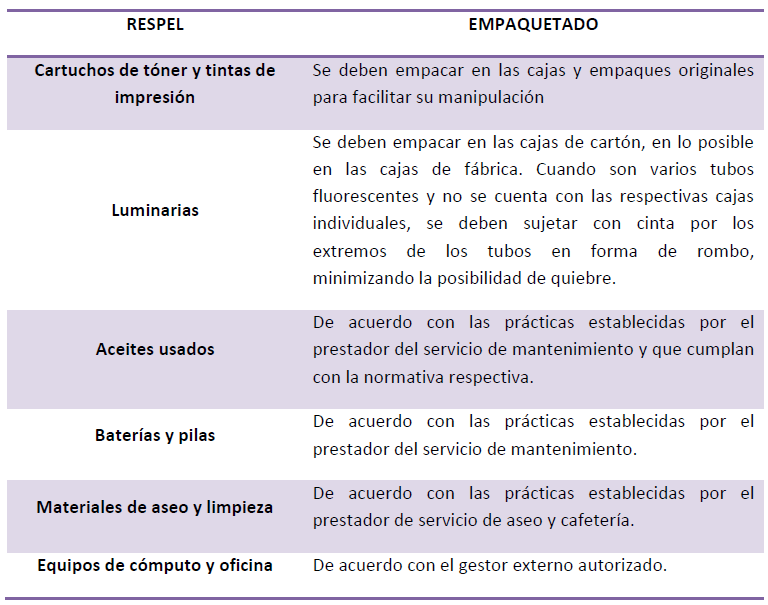 RESPEL EMPAQUETADO
Cartuchos de tóner y tintas de
impresión
Se deben empacar en las cajas y empaques originales
para facilitar su manipulación
Luminarias
Se deben empacar en las cajas de cartón, en lo posible
en las cajas de fábrica. Cuando son varios tubos
fluorescentes y no se cuenta con las respectivas cajas
individuales, se deben sujetar con cinta por los
extremos de los tubos en forma de rombo,
minimizando la posibilidad de quiebre.
Aceites usados
De acuerdo con las prácticas establecidas por el
prestador del servicio de mantenimiento y que cumplan
con la normativa respectiva.
Baterías y pilas
De acuerdo con las prácticas establecidas por el
prestador del servicio de mantenimiento.
Materiales de aseo y limpieza
De acuerdo con las prácticas establecidas por el
prestador de servicio de aseo y cafetería.
Equipos de cómputo y oficina
De acuerdo con el gestor externo autorizado.